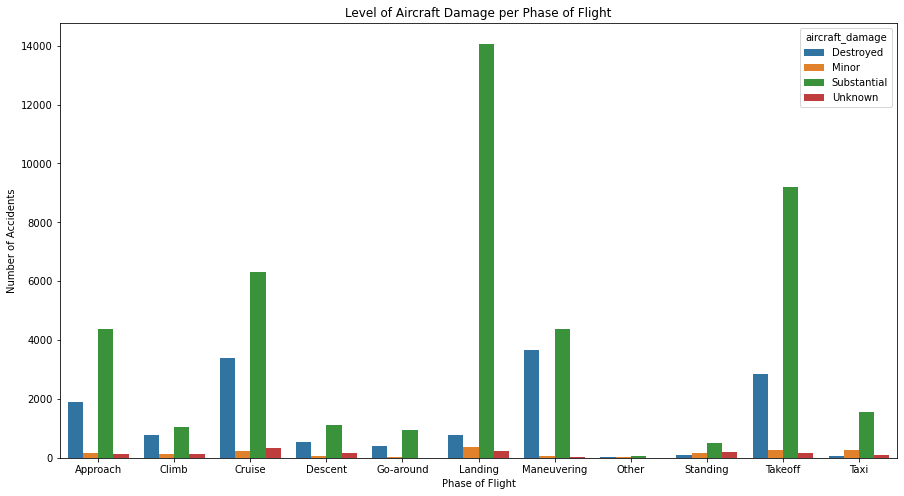 Level of Aircraft Damage per Phase of Flight
aircraft_damage
Destroyed
Minor
Substantial
Unknown
Number of Accidents
14000
12000
10000
8000
6000
4000
2000
0
Approach Climb Cruise Descent Go-around Landing Maneuvering Other Standing Takeoff Taxi
Phase of Flight